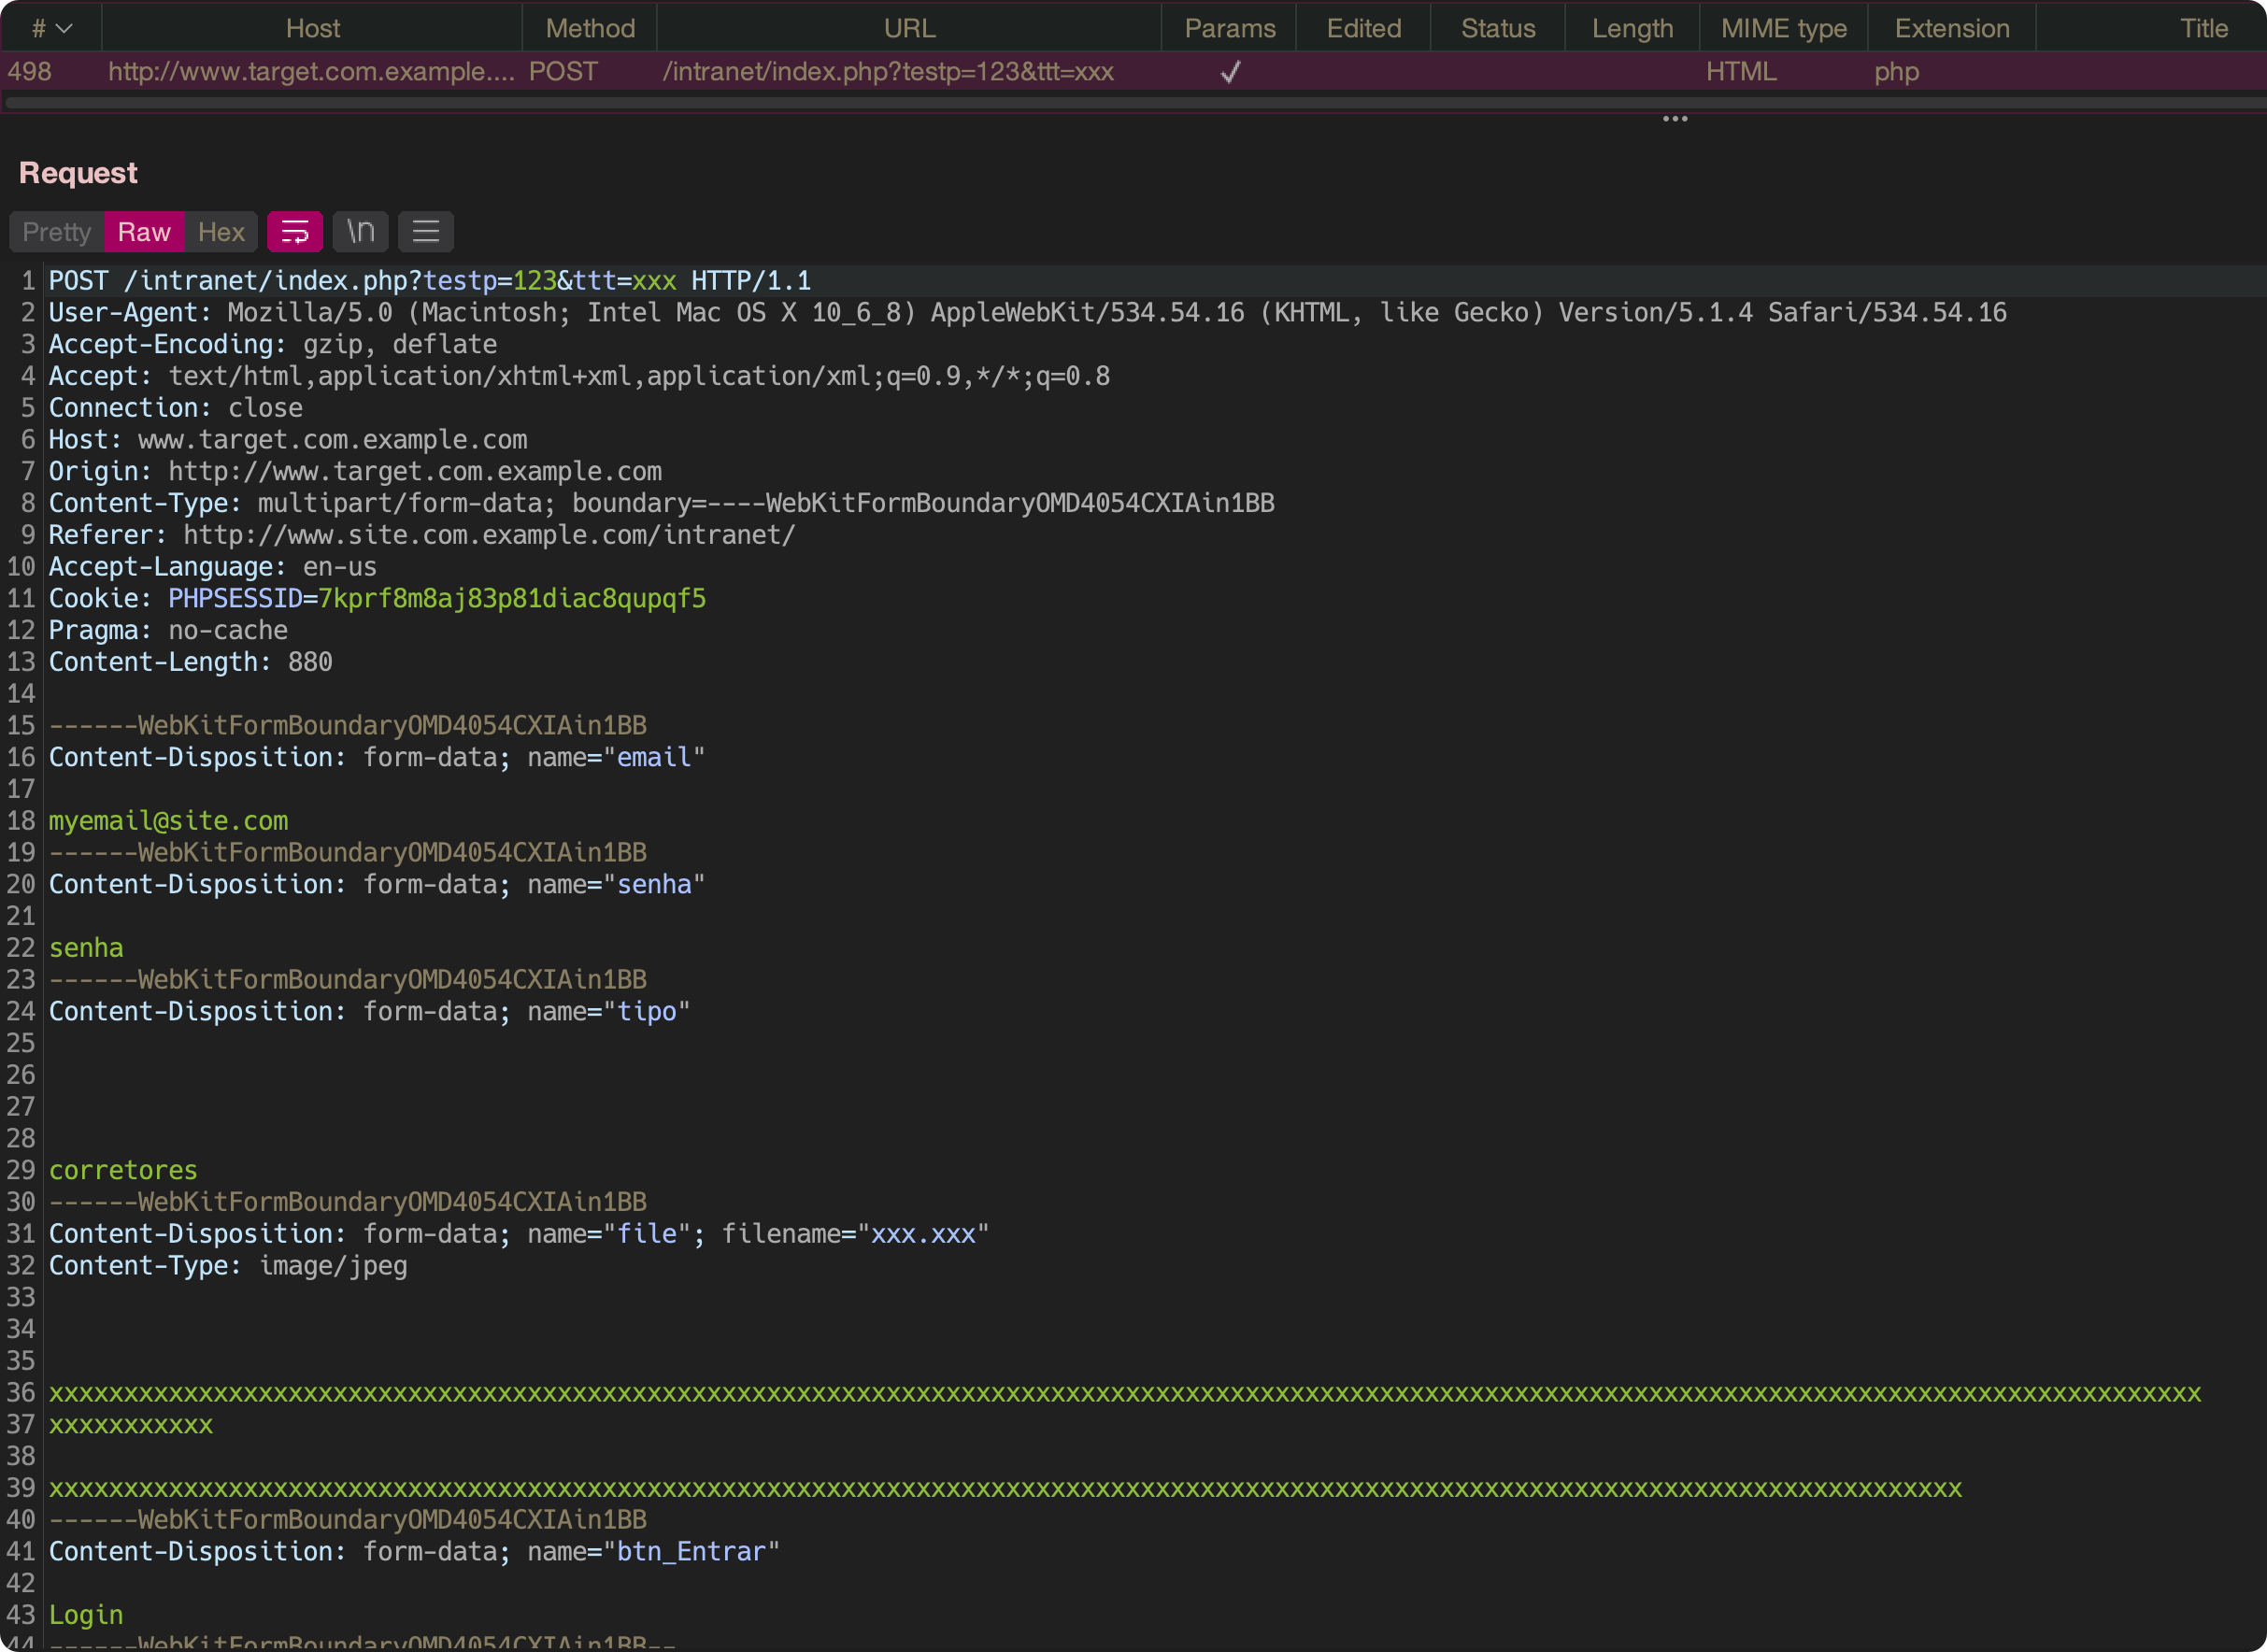 # Host Method URL Params Edited Status Length MIME type Extension Title
498 http://www.target.com.example.... POST /intranet/index.php?testp=123&ttt=xxx ✓ HTML php
Request
Pretty Raw Hex \n
1 POST /intranet/index.php?testp=123&ttt=xxx HTTP/1.1
2 User-Agent: Mozilla/5.0 (Macintosh; Intel Mac OS X 10_6_8) AppleWebKit/534.54.16 (KHTML, like Gecko) Version/5.1.4 Safari/534.54.16
3 Accept-Encoding: gzip, deflate
4 Accept: text/html,application/xhtml+xml,application/xml;q=0.9,*/*;q=0.8
5 Connection: close
6 Host: www.target.com.example.com
7 Origin: http://www.target.com.example.com
8 Content-Type: multipart/form-data; boundary=----WebKitFormBoundaryOMD4054CXIAin1BB
9 Referer: http://www.site.com.example.com/intranet/
10 Accept-Language: en-us
11 Cookie: PHPSESSID=7kprf8m8aj83p81diac8qupqf5
12 Pragma: no-cache
13 Content-Length: 880
14
15 ------WebKitFormBoundaryOMD4054CXIAin1BB
16 Content-Disposition: form-data; name="email"
17
18 myemail@site.com
19 ------WebKitFormBoundaryOMD4054CXIAin1BB
20 Content-Disposition: form-data; name="senha"
21
22 senha
23 ------WebKitFormBoundaryOMD4054CXIAin1BB
24 Content-Disposition: form-data; name="tipo"
25
26
27
28
29 corretores
30 ------WebKitFormBoundaryOMD4054CXIAin1BB
31 Content-Disposition: form-data; name="file"; filename="xxx.xxx"
32 Content-Type: image/jpeg
33
34
35
36 xxxxxxxxxxxxxxxxxxxxxxxxxxxxxxxxxxxxxxxxxxxxxxxxxxxxxxxxxxxxxxxxxxxxxxxxxxxxxxxxxxxxxxxxxxxxxxxxxxxxxxxxxxxxxxxxxxxxxxxxxxxxxxxxxxxxxxxxxxxxxxxx
37 xxxxxxxxxxx
38
39 xxxxxxxxxxxxxxxxxxxxxxxxxxxxxxxxxxxxxxxxxxxxxxxxxxxxxxxxxxxxxxxxxxxxxxxxxxxxxxxxxxxxxxxxxxxxxxxxxxxxxxxxxxxxxxxxxxxxxxxxxxxxxxxx
40 ------WebKitFormBoundaryOMD4054CXIAin1BB
41 Content-Disposition: form-data; name="btn_Entrar"
42
43 Login
44 ------WebKitFormBoundaryOMD4054CXIAin1BB--